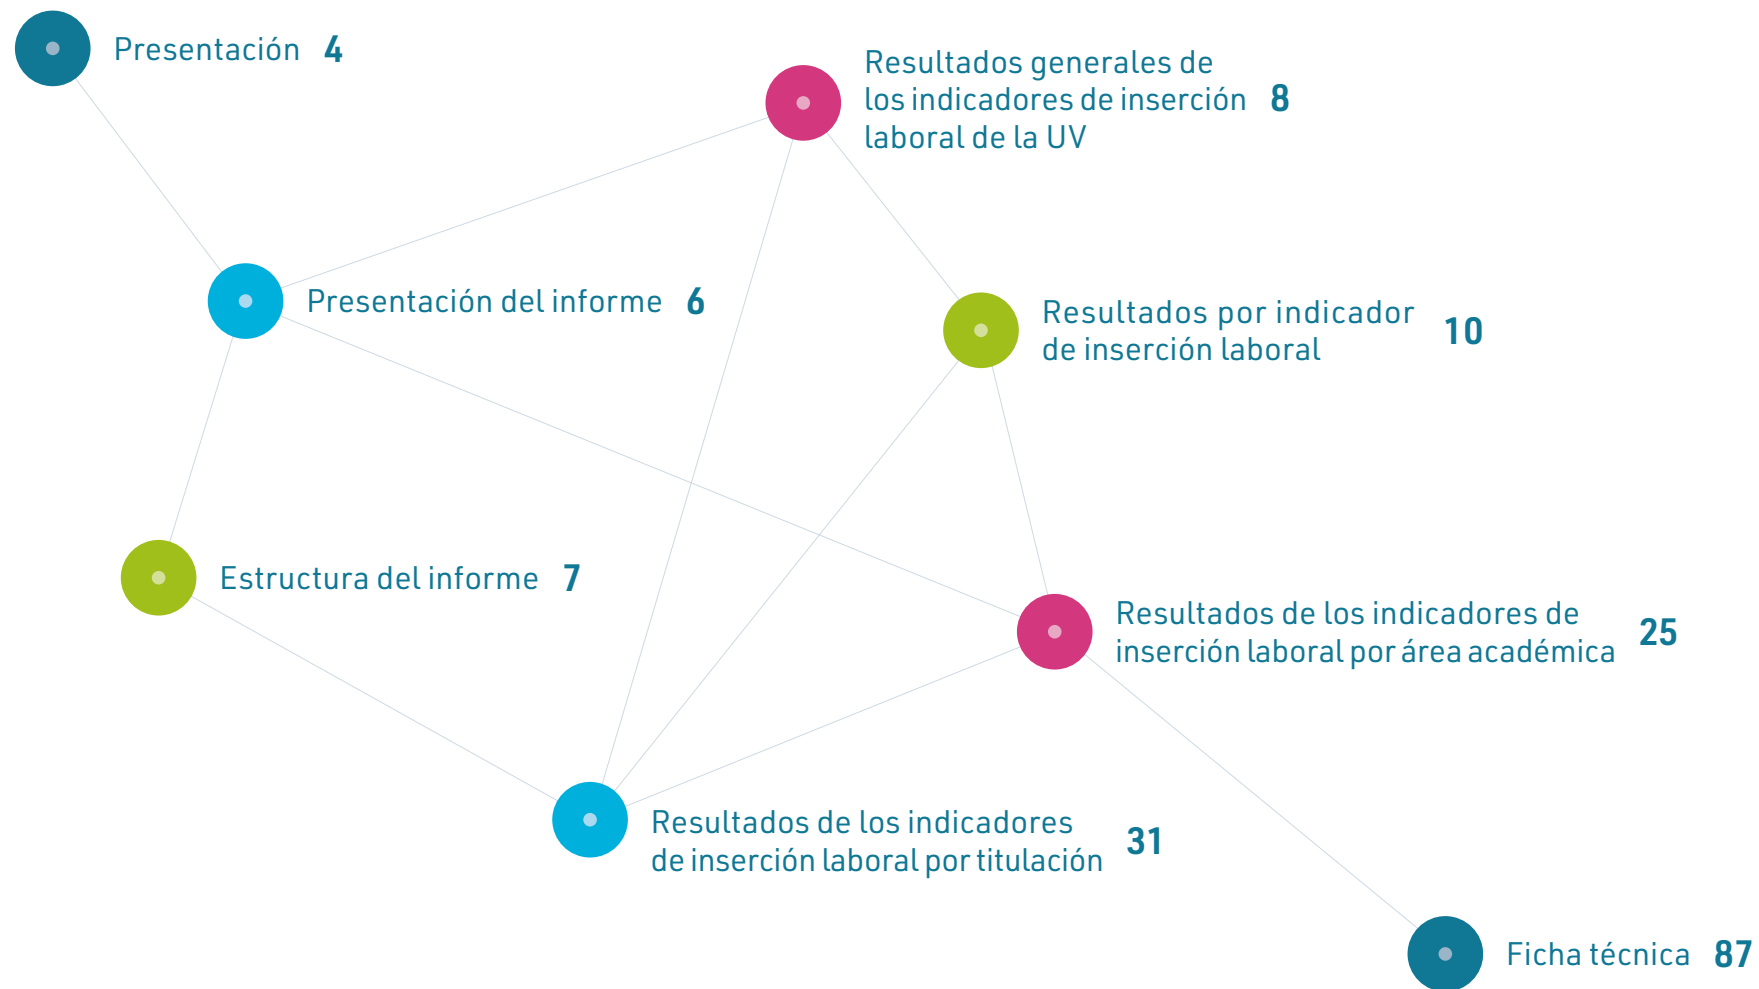 Presentación 4
Presentación del informe 6
Estructura del informe 7
Resultados generales de
los indicadores de inserción 8
laboral de la UV
Resultados por indicador
de inserción laboral 10
Resultados de los indicadores de
inserción laboral por área académica 25
Resultados de los indicadores
de inserción laboral por titulación 31
Ficha técnica 87